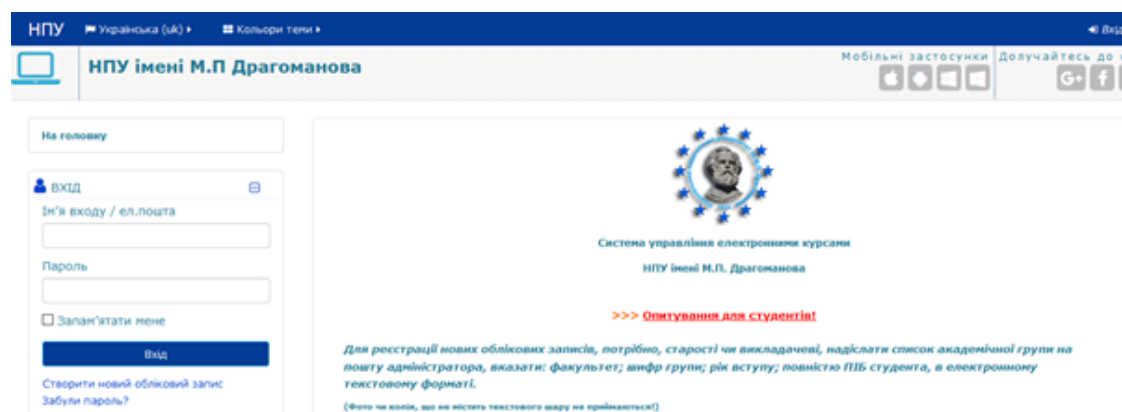 НПУ Українська (uk) Кольори теми Вхід
НПУ імені М.П Драгоманова
Мобільні застосунки Долучайтесь до
На головну
ВХІД
Ім'я входу / ел.пошта
Пароль
Запам'ятати мене
Вхід
Створити новий обліковий запис
Забули пароль?
Система управління електронними курсами
НПУ імені М.П. Драгоманова
>>> Опитування для студентів!
Для реєстрації нових облікових записів, потрібно, старості чи викладачеві, надіслати список академічної групи на
пошту адміністратора, вказати: факультет; шифр групи; рік вступу; повністю ПІБ студента, в електронному
текстовому форматі.
(Фото чи копія, що не містить текстового шару не приймаються!)